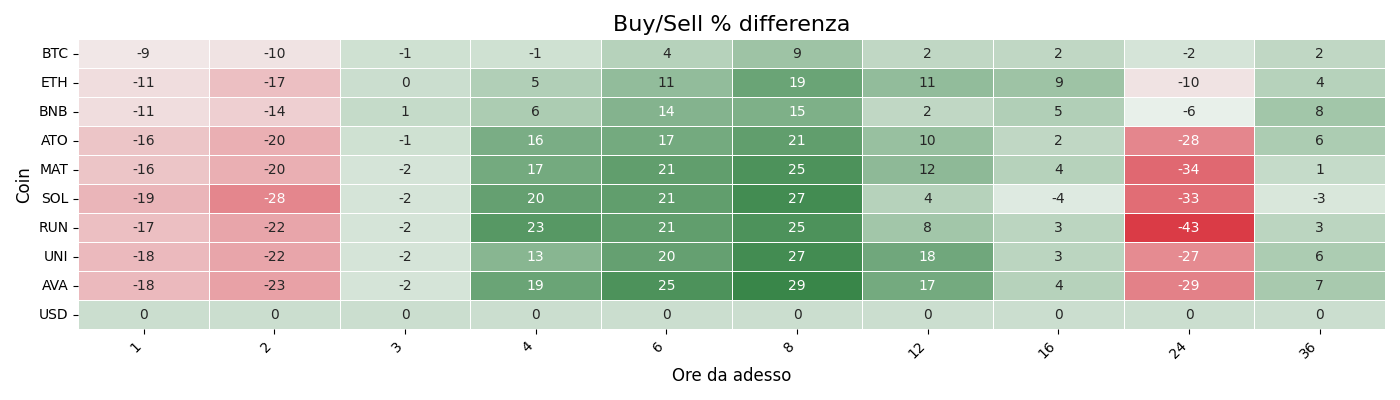 Buy/Sell % differenza
Coin
BTC -9 -10 -1 -1 4 9 2 2 -2 2
ETH -11 -17 0 5 11 19 11 9 -10 4
BNB -11 -14 1 6 14 15 2 5 -6 8
ATO -16 -20 -1 16 17 21 10 2 -28 6
MAT -16 -20 -2 17 21 25 12 4 -34 1
SOL -19 -28 -2 20 21 27 4 -4 -33 -3
RUN -17 -22 -2 23 21 25 8 3 -43 3
UNI -18 -22 -2 13 20 27 18 3 -27 6
AVA -18 -23 -2 19 25 29 17 4 -29 7
USD 0 0 0 0 0 0 0 0 0 0
1 2 3 4 6 8 12 16 24 36
Ore da adesso